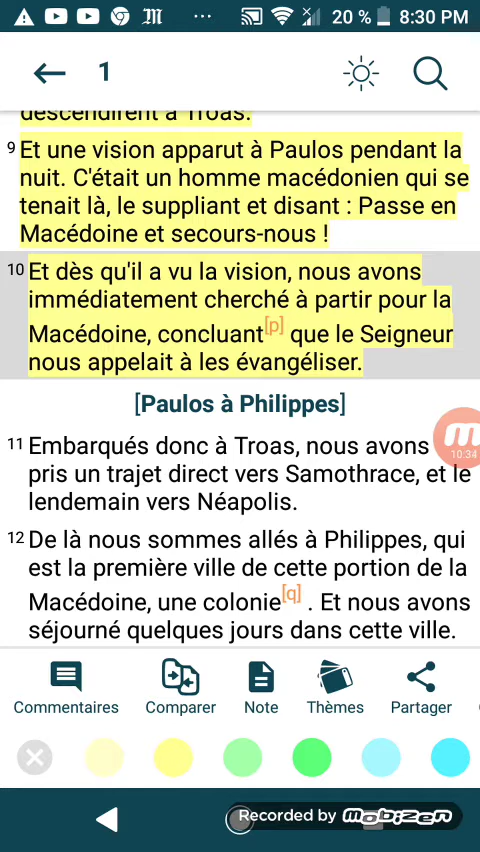 20 % 8:30 PM
1
descendirent à Troas.
9 Et une vision apparut à Paulos pendant la
nuit. C'était un homme macédonien qui se
tenait là, le suppliant et disant : Passe en
Macédoine et secours-nous !
10 Et dès qu'il a vu la vision, nous avons
immédiatement cherché à partir pour la
Macédoine, concluant[p] que le Seigneur
nous appelait à les évangéliser.
[Paulos à Philippes]
11 Embarqués donc à Troas, nous avons
pris un trajet direct vers Samothrace, et le
lendemain vers Néapolis.
10:34
12 De là nous sommes allés à Philippes, qui
est la première ville de cette portion de la
Macédoine, une colonie[q] . Et nous avons
séjourné quelques jours dans cette ville.
Commentaires Comparer Note Thèmes Partager
Recorded by mobizen